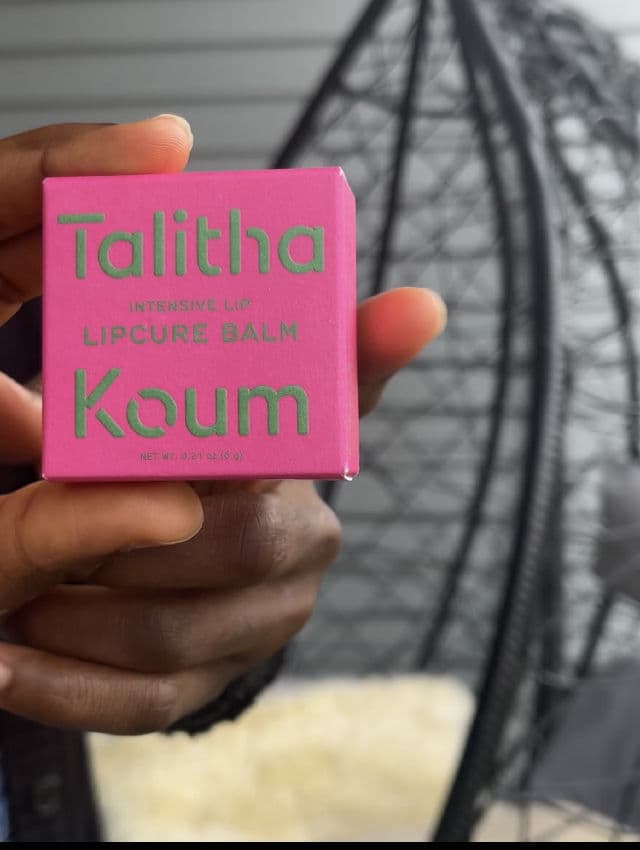 Talitha
INTENSIVE LIP
LIPCURE BALM
Koum
NET WT. 0.21 oz (6 g)